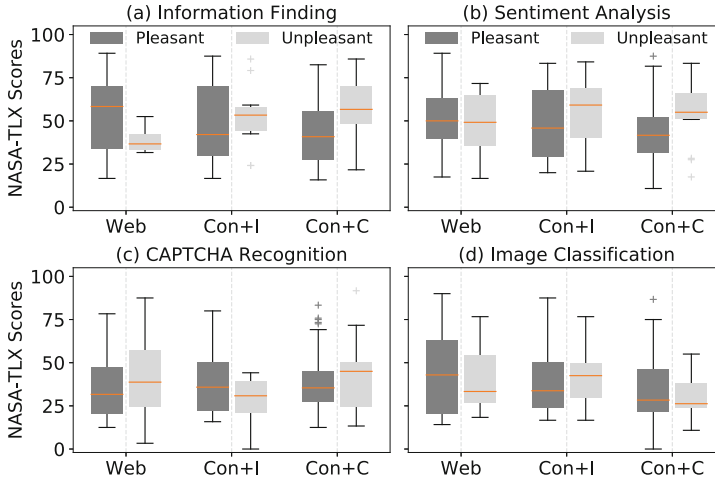 (a) Information Finding
(b) Sentiment Analysis
100
Pleasant
Unpleasant
Pleasant
Unpleasant
75
50
25
0
NASA-TLX Scores
Web
Con+I
Con+C
Web
Con+I
Con+C
(c) CAPTCHA Recognition
(d) Image Classification
100
75
50
25
0
NASA-TLX Scores
Web
Con+I
Con+C
Web
Con+I
Con+C